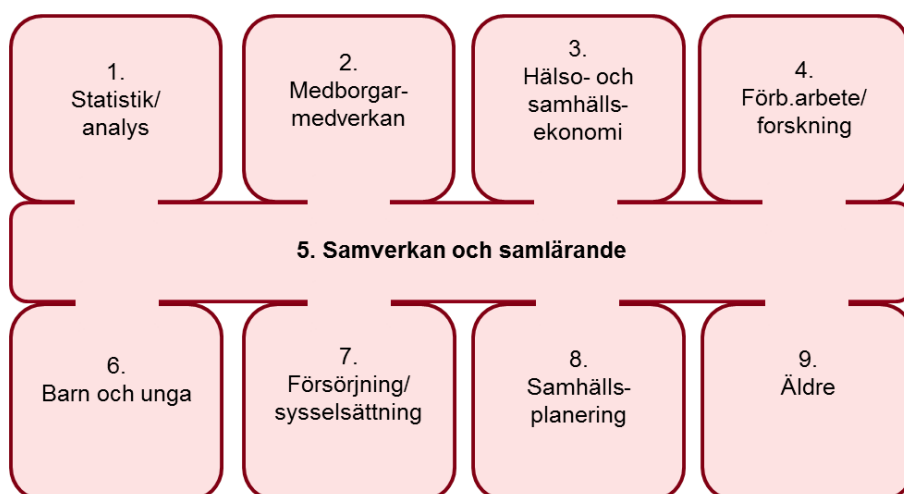 1.
Statistik/
analys
2.
Medborgar-
medverkan
3.
Hälso- och
samhälls-
ekonomi
4.
Förb.arbete/
forskning
5. Samverkan och samlärande
6.
Barn och unga
7.
Försörjning/
sysselsättning
8.
Samhälls-
planering
9.
Äldre